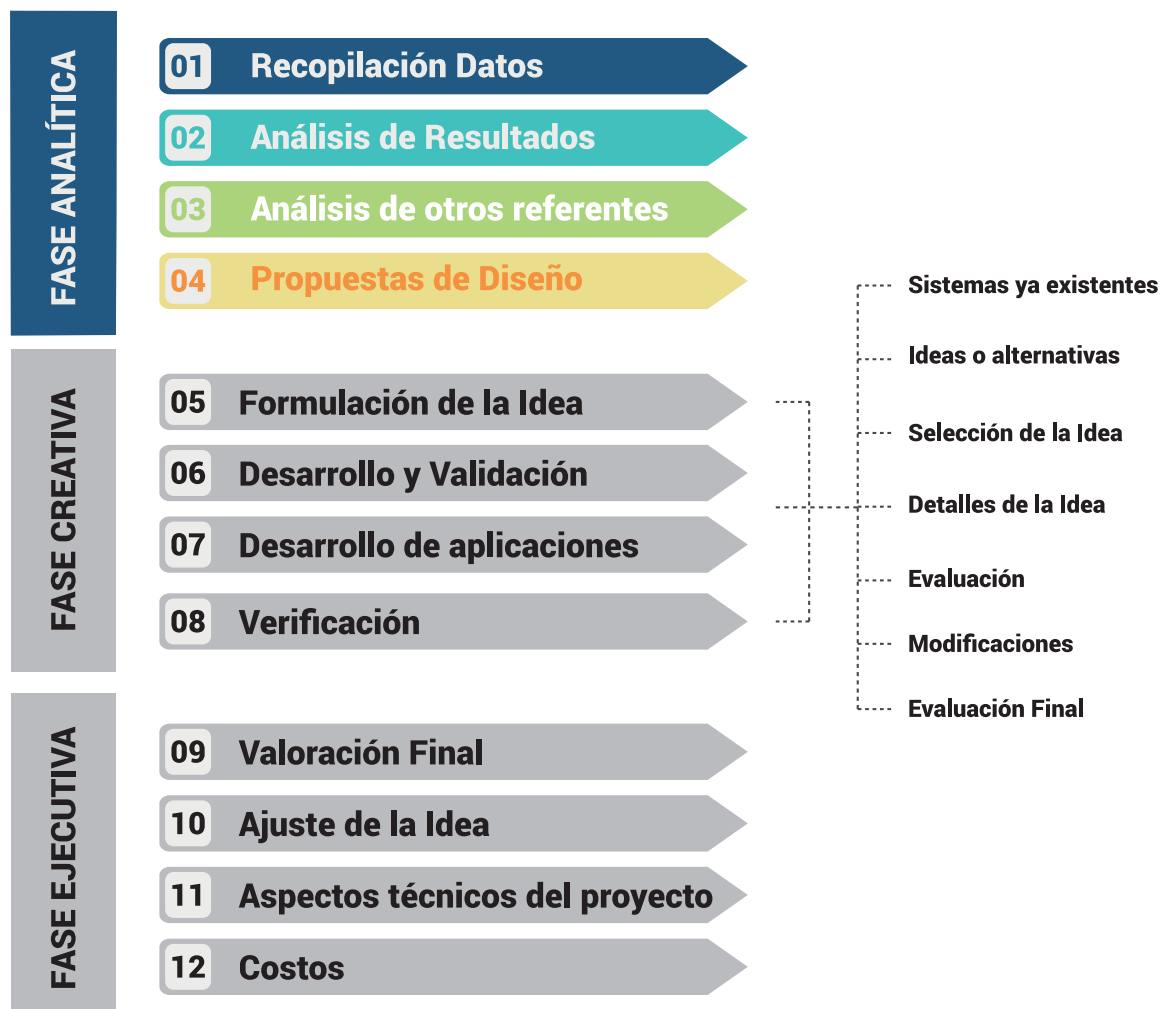 FASE ANALÍTICA
01 Recopilación Datos
02 Análisis de Resultados
03 Análisis de otros referentes
04 Propuestas de Diseño
FASE CREATIVA
05 Formulación de la Idea
06 Desarrollo y Validación
07 Desarrollo de aplicaciones
08 Verificación
Sistemas ya existentes
Ideas o alternativas
Selección de la Idea
Detalles de la Idea
Evaluación
Modificaciones
Evaluación Final
FASE EJECUTIVA
09 Valoración Final
10 Ajuste de la Idea
11 Aspectos técnicos del proyecto
12 Costos